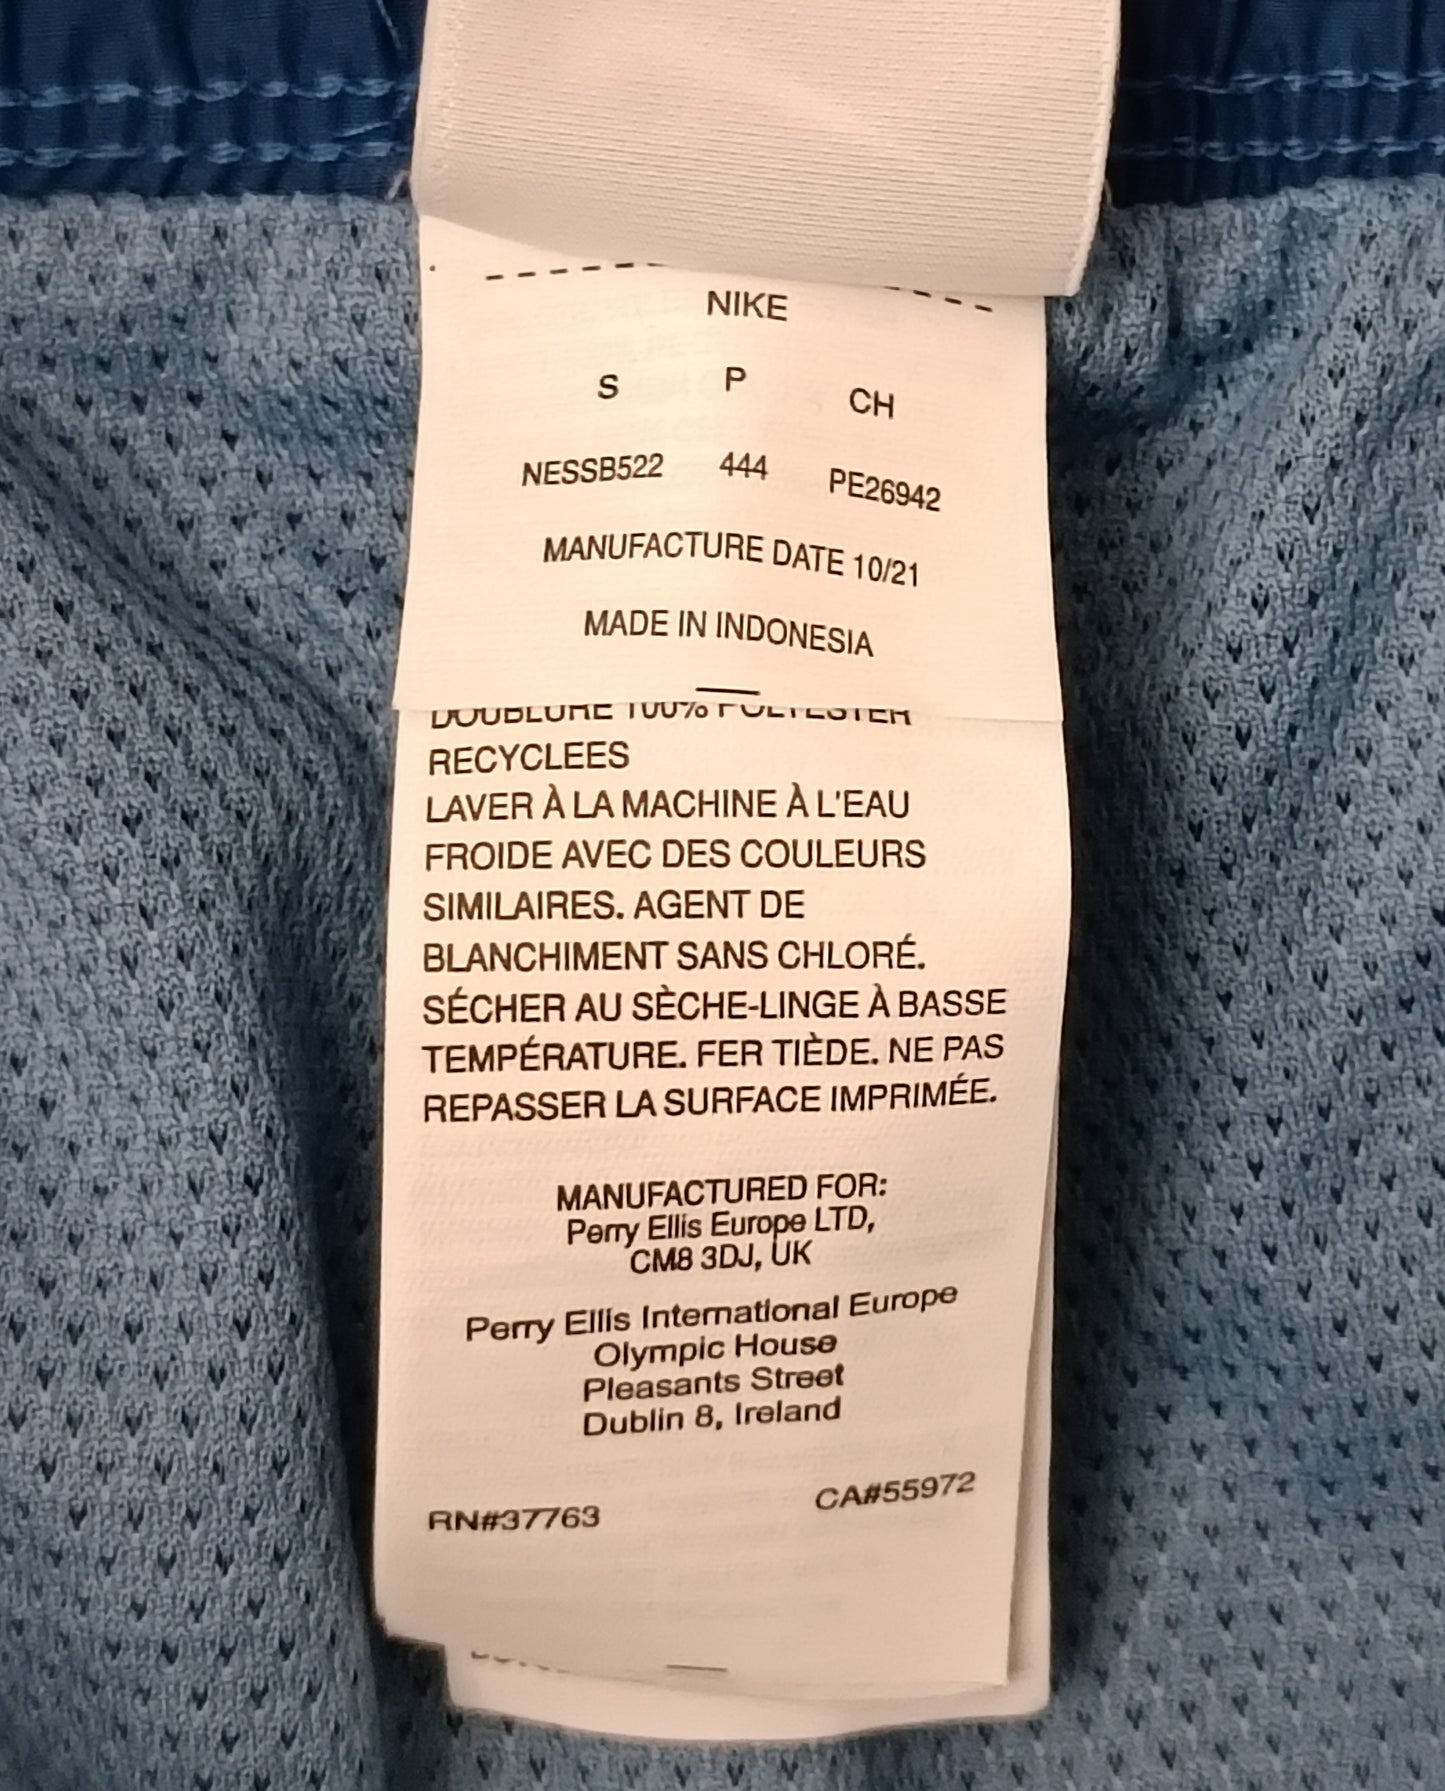 NIKE
S P CH
NESSB522 444 PE26942
MANUFACTURE DATE 10/21
MADE IN INDONESIA
DOUBLURE 100% POLYESTER
RECYCLEES
LAVER À LA MACHINE À L'EAU
FROIDE AVEC DES COULEURS
SIMILAIRES. AGENT DE
BLANCHIMENT SANS CHLORÉ.
SÉCHER AU SÈCHE-LINGE À BASSE
TEMPÉRATURE. FER TIÈDE. NE PAS
REPASSER LA SURFACE IMPRIMÉE.
MANUFACTURED FOR:
Perry Ellis Europe LTD,
CM8 3DJ, UK
Perry Ellis International Europe
Olympic House
Pleasants Street
Dublin 8, Ireland
RN#37763 CA#55972